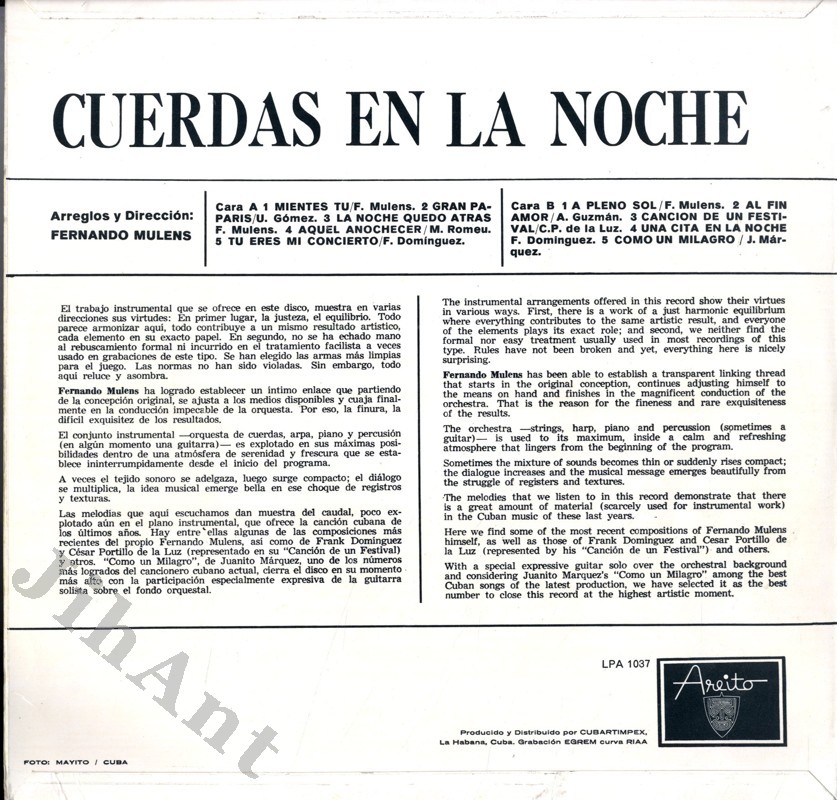 CUERDAS EN LA NOCHE
Arreglos y Dirección:
FERNANDO MULENS
Cara A 1 MIENTES TU/F. Mulens. 2 GRAN PA-
PARIS/U. Gómez. 3 LA NOCHE QUEDO ATRAS
F. Mulens. 4 AQUEL ANOCHECER/M. Romeu.
5 TU ERES MI CONCIERTO/F. Domínguez.
Cara B 1 A PLENO SOL/F. Mulens. 2 AL FIN
AMOR/A. Guzmán. 3 CANCION DE UN FESTI-
VAL/C.P. de la Luz. 4 UNA CITA EN LA NOCHE
F. Dominguez. 5 COMO UN MILAGRO / J. Már-
quez.
El trabajo instrumental que se ofrece en este disco, muestra en varias
direcciones sus virtudes: En primer lugar, la justeza, el equilibrio. Todo
parece armonizar aquí, todo contribuye a un mismo resultado artístico,
cada elemento en su exacto papel. En segundo, no se ha echado mano
al rebuscamiento formal ni incurrido en el tratamiento facilista a veces
usado en grabaciones de este tipo. Se han elegido las armas más limpias
para el juego. Las normas no han sido violadas. Sin embargo, todo
aquí reluce y asombra.
Fernando Mulens ha logrado establecer un íntimo enlace que partiendo
de la concepción original, se ajusta a los medios disponibles y cuaja final-
mente en la conducción impecable de la orquesta. Por eso, la finura, la
difícil exquisitez de los resultados.
El conjunto instrumental —orquesta de cuerdas, arpa, piano y percusión
(en algún momento una guitarra)— es explotado en sus máximas posi-
bilidades dentro de una atmósfera de serenidad y frescura que se esta-
blece ininterrumpidamente desde el inicio del programa.
A veces el tejido sonoro se adelgaza, luego surge compacto; el diálogo
se multiplica, la idea musical emerge bella en ese choque de registros
y texturas.
Las melodías que aquí escuchamos dan muestra del caudal, poco ex-
plotado aún en el plano instrumental, que ofrece la canción cubana de
los últimos años. Hay entre ellas algunas de las composiciones más
recientes del propio Fernando Mulens, así como de Frank Domínguez
y César Portillo de la Luz (representado en su "Canción de un Festival)
y otros. "Como un Milagro", de Juanito Márquez, uno de los números
más logrados del cancionero cubano actual, cierra el disco en su momento
más alto con la participación especialmente expresiva de la guitarra
solista sobre el fondo orquestal.
The instrumental arrangements offered in this record show their virtues
in various ways. First, there is a work of a just harmonic equilibrium
where everything contributes to the same artistic result, and everyone
of the elements plays its exact role; and second, we neither find the
formal nor easy treatment usually used in most recordings of this
type. Rules have not been broken and yet, everything here is nicely
surprising.
Fernando Mulens has been able to establish a transparent linking thread
that starts in the original conception, continues adjusting himself to
the means on hand and finishes in the magnificent conduction of the
orchestra. That is the reason for the fineness and rare exquisiteness
of the results.
The orchestra —strings, harp, piano and percussion (sometimes a
guitar)— is used to its maximum, inside a calm and refreshing
atmosphere that lingers from the beginning of the program.
Sometimes the mixture of sounds becomes thin or suddenly rises compact;
the dialogue increases and the musical message emerges beautifully from
the struggle of registers and textures.
The melodies that we listen to in this record demonstrate that there
is a great amount of material (scarcely used for instrumental work)
in the Cuban music of these last years.
Here we find some of the most recent compositions of Fernando Mulens
himself, as well as those of Frank Dominguez and Cesar Portillo de
la Luz (represented by his "Canción de un Festival") and others.
With a special expressive guitar solo over the orchestral background
and considering Juanito Marquez's "Como un Milagro" among the best
Cuban songs of the latest production, we have selected it as the best
number to close this record at the highest artistic moment.
JihAnt
LPA 1037
Areito
Producido y Distribuido por CUBARTIMPEX,
La Habana, Cuba. Grabación EGREM curva RIAA
FOTO: MAYITO / CUBA